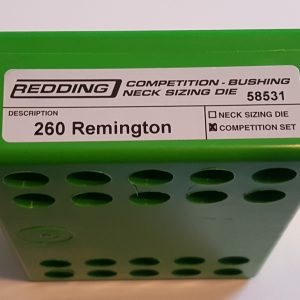 REDDING
COMPETITION - BUSHING
NECK SIZING DIE
58531
DESCRIPTION
260 Remington
NECK SIZING DIE
COMPETITION SET